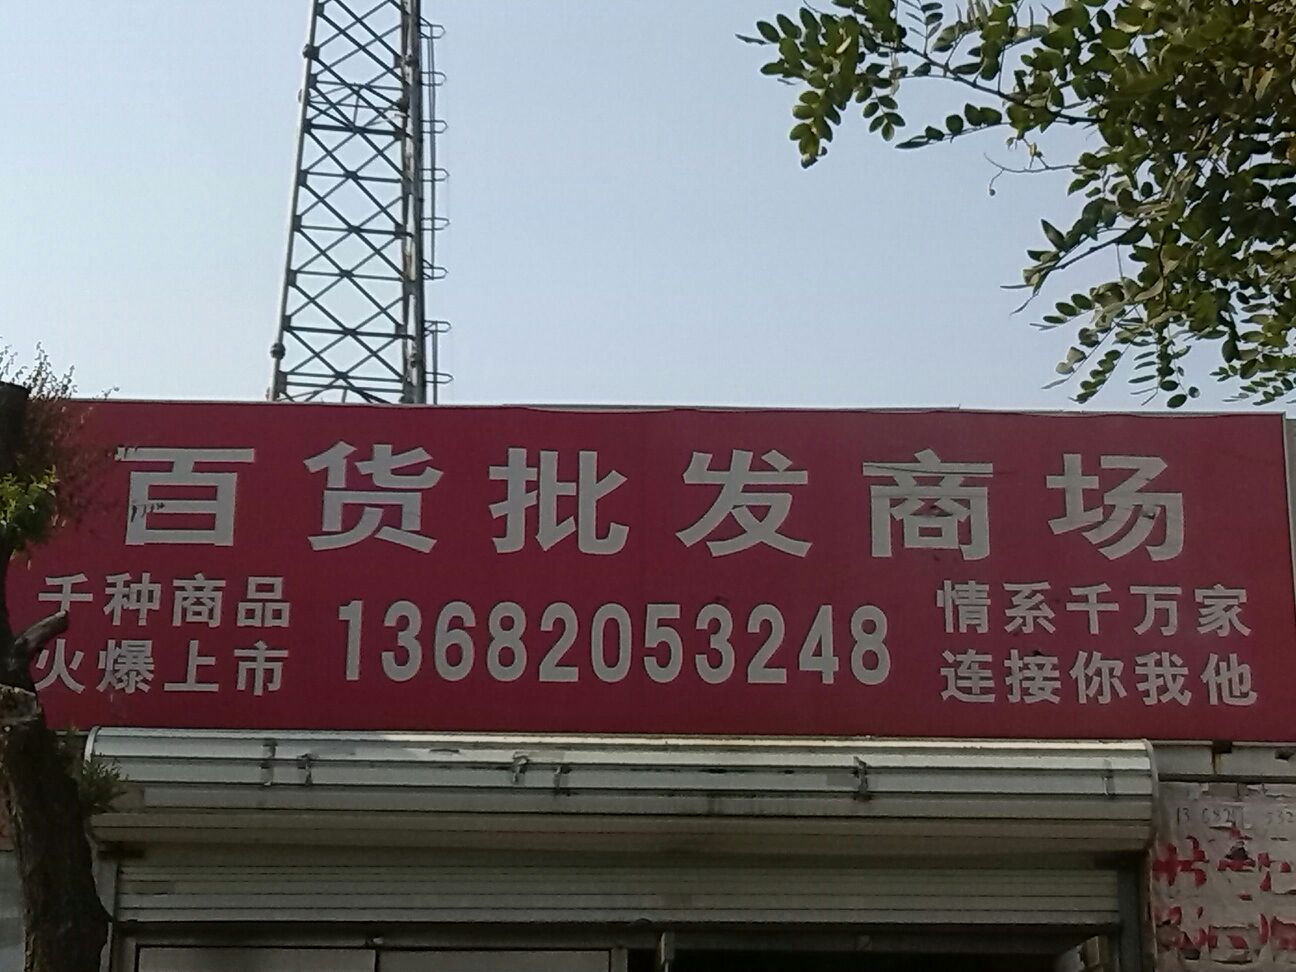 百货批发商场
千种商品
火爆上市
13682053248
情系千万家
连接你我他